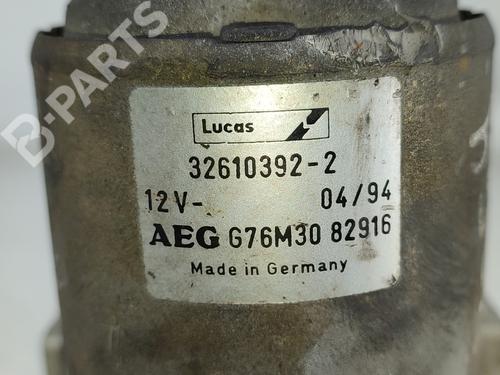 B-PARTS
Lucas
32610392-2
12V- 04/94
AEG G76M30 82916
Made in Germany